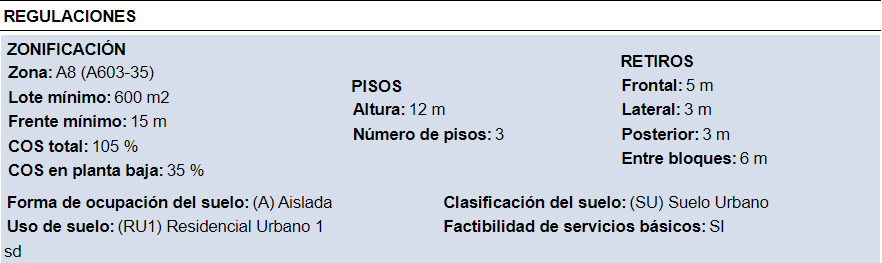 REGULACIONES
ZONIFICACIÓN
Zona: A8 (A603-35)
Lote mínimo: 600 m2
Frente mínimo: 15 m
COS total: 105 %
COS en planta baja: 35 %
PISOS
Altura: 12 m
Número de pisos: 3
RETIROS
Frontal: 5 m
Lateral: 3 m
Posterior: 3 m
Entre bloques: 6 m
Forma de ocupación del suelo: (A) Aislada
Uso de suelo: (RU1) Residencial Urbano 1
sd
Clasificación del suelo: (SU) Suelo Urbano
Factibilidad de servicios básicos: SI